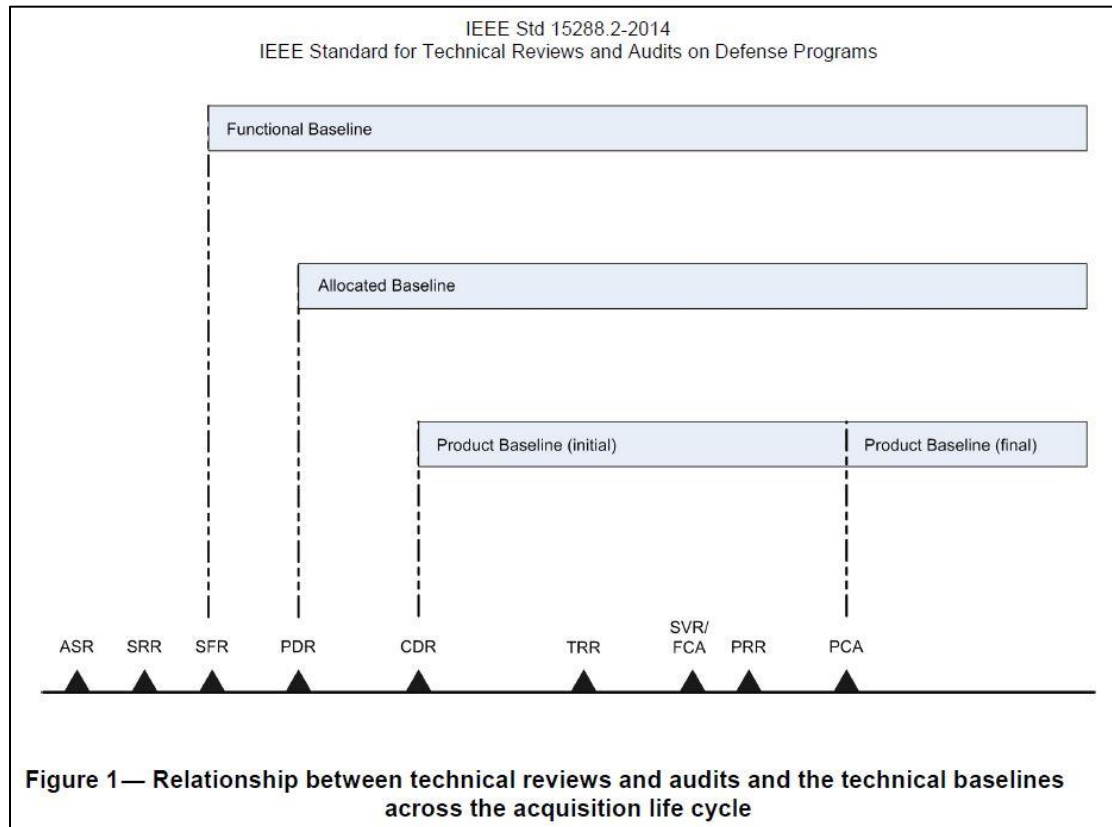 IEEE Std 15288.2-2014
IEEE Standard for Technical Reviews and Audits on Defense Programs
Functional Baseline
Allocated Baseline
Product Baseline (initial)
Product Baseline (final)
ASR
SRR
SFR
PDR
CDR
TRR
SVR/
FCA
PRR
PCA
Figure 1— Relationship between technical reviews and audits and the technical baselines
across the acquisition life cycle